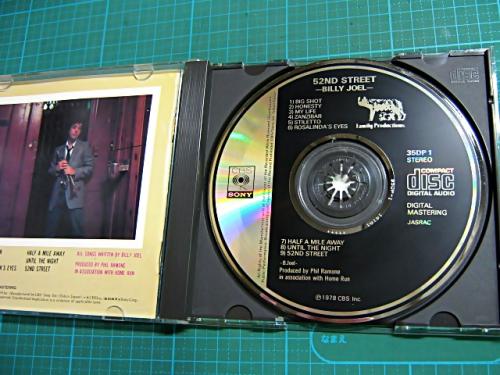 52ND STREET
—BILLY JOEL—
1) BIG SHOT
2) HONESTY
3) MY LIFE
4) ZANZIBAR
5) STILETTO
6) ROSALINDA'S EYES
Family Productions
35DP 1
STEREO
COMPACT
disc
DIGITAL AUDIO
DIGITAL
MASTERING
JASRAC
CBS
SONY
7) HALF A MILE AWAY
8) UNTIL THE NIGHT
9) 52ND STREET
-B.Joel-
Produced by Phil Ramone
in association with Home Run
Ⓟ 1978 CBS Inc.
HALF A MILE AWAY
UNTIL THE NIGHT
52ND STREET
ALL SONGS WRITTEN BY BILLY JOEL
PRODUCED BY PHIL RAMONE
IN ASSOCIATION WITH HOME RUN
なまえ